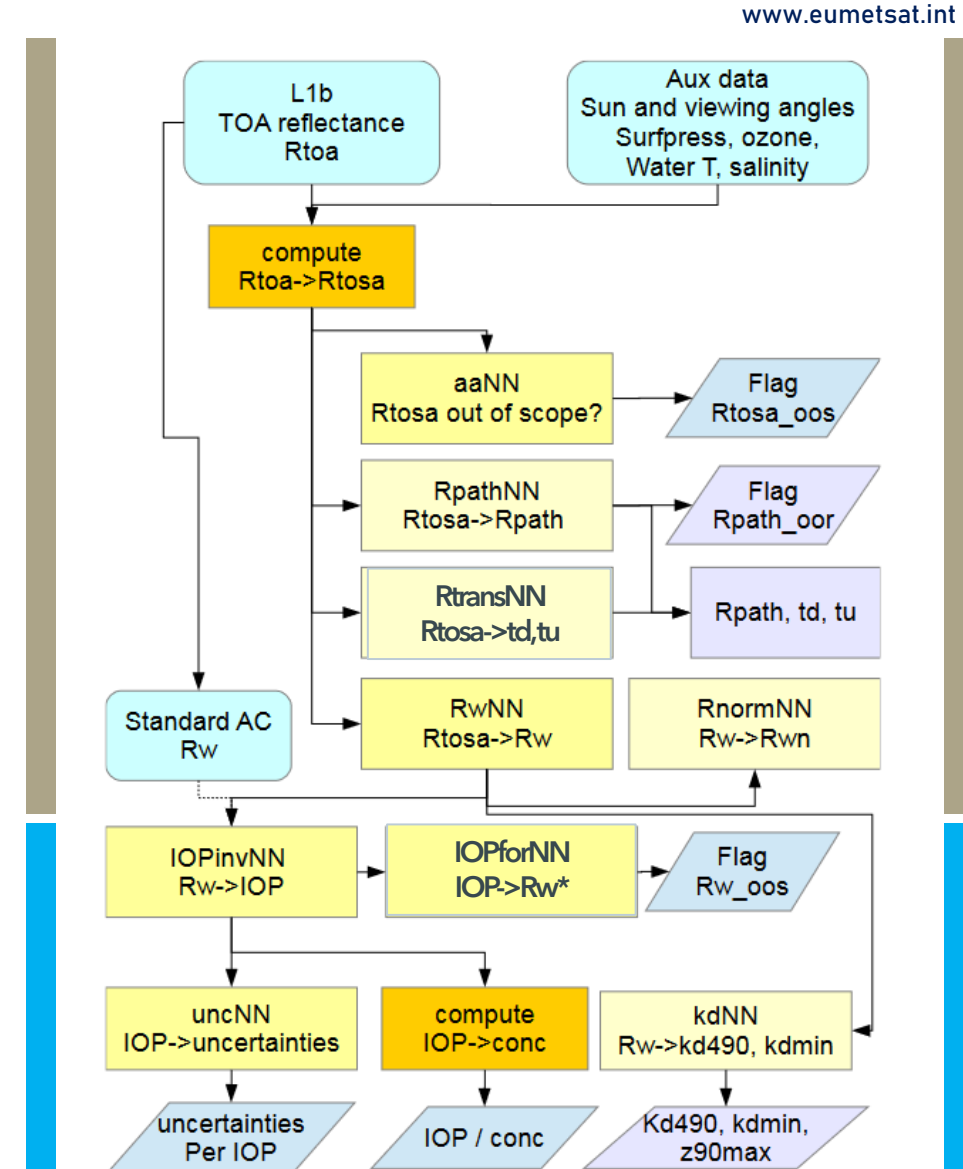 www.eumetsat.int
L1b
TOA reflectance
Rtoa
Aux data
Sun and viewing angles
Surfpress, ozone,
Water T, salinity
compute
Rtoa->Rtosa
aaNN
Rtosa out of scope?
Flag
Rtosa_oos
RpathNN
Rtosa->Rpath
Flag
Rpath_oor
RtransNN
Rtosa->td,tu
Rpath, td, tu
Standard AC
Rw
RwNN
Rtosa->Rw
RnormNN
Rw->Rwn
IOPinvNN
Rw->IOP
IOPforNN
IOP->Rw*
Flag
Rw_oos
uncNN
IOP->uncertainties
compute
IOP->conc
kdNN
Rw->kd490, kdmin
uncertainties
Per IOP
IOP / conc
Kd490, kdmin,
z90max